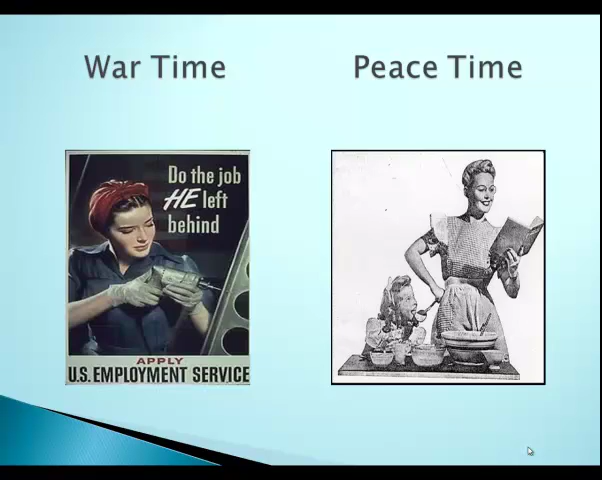 War Time
Peace Time
Do the job
HE left
behind
APPLY
U.S. EMPLOYMENT SERVICE